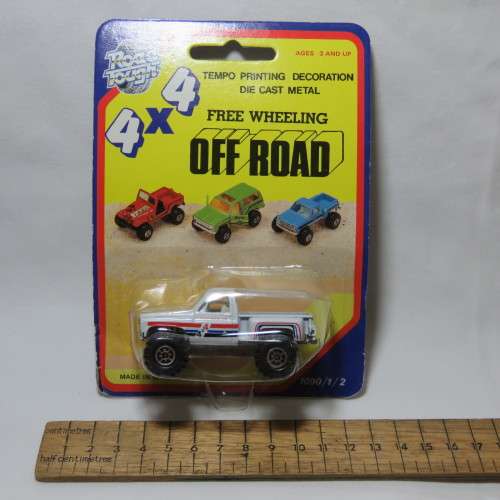 Road
Tough
AGES 3 AND UP
4x4
TEMPO PRINTING DECORATION
DIE CAST METAL
FREE WHEELING
OFF ROAD
MADE IN
1090/1/2
centimetres
1 2 3 4 5 6 7 8 9 10 11 12 13 14 15 16 17
half centimetres